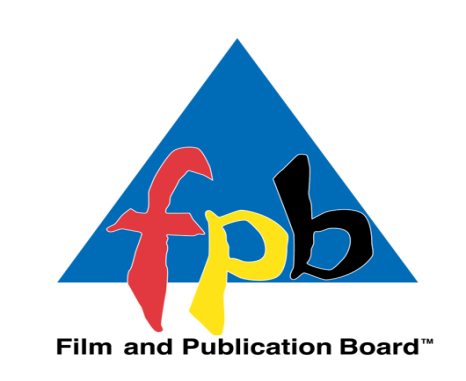 fpb
Film and Publication Board™